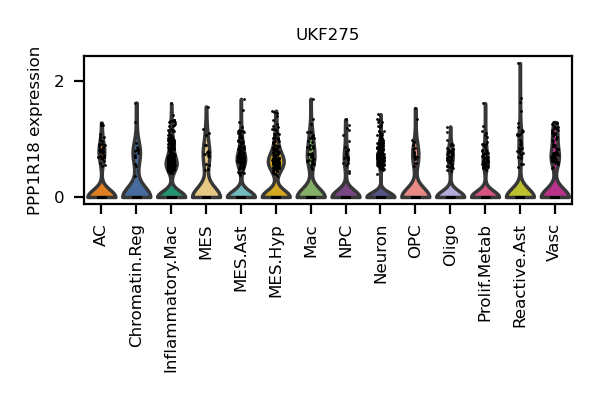 UKF275
PPP1R18 expression
2
0
AC
Chromatin.Reg
Inflammatory.Mac
MES
MES.Ast
MES.Hyp
Mac
NPC
Neuron
OPC
Oligo
Prolif.Metab
Reactive.Ast
Vasc